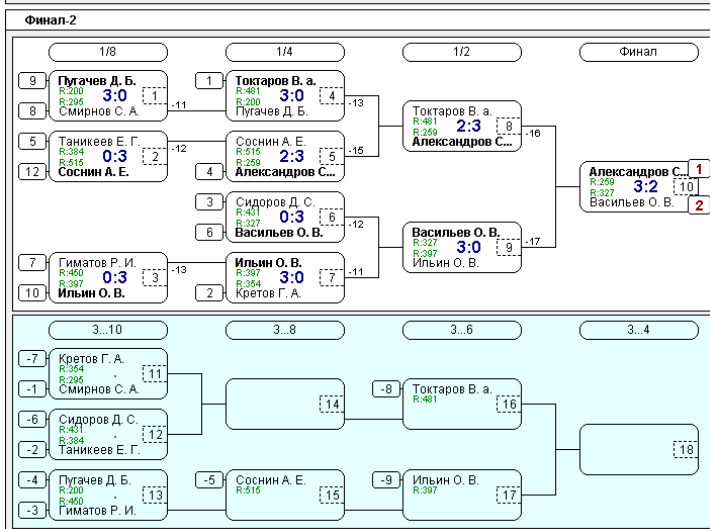 Финал-2
1/8
1/4
1/2
Финал
9
Пугачев Д. Б.
R:200
R:295
3:0
1
8
Смирнов С. А.
-11
1
Токтаров В. а.
R:481
R:200
3:0
4
Пугачев Д. Б.
-13
5
Таникеев Е. Г.
R:384
R:515
0:3
2
12
Соснин А. Е.
-12
Соснин А. Е.
R:515
R:259
2:3
5
4
Александров С...
-15
Токтаров В. а.
R:481
R:259
2:3
8
Александров С...
-16
3
Сидоров Д. С.
R:431
R:327
0:3
6
6
Васильев О. В.
-12
7
Гиматов Р. И.
R:450
R:397
0:3
3
10
Ильин О. В.
-13
Ильин О. В.
R:397
R:354
3:0
7
2
Кретов Г. А.
-11
Васильев О. В.
R:327
R:397
3:0
9
Ильин О. В.
-17
Александров С...
1
R:259
R:327
3:2
10
Васильев О. В.
2
3...10
3...8
3...6
3...4
-7
Кретов Г. А.
R:354
R:295
.
11
-1
Смирнов С. А.
-6
Сидоров Д. С.
R:431
R:384
.
12
-2
Таникеев Е. Г.
14
-8
Токтаров В. а.
R:481
16
-4
Пугачев Д. Б.
R:200
R:450
.
13
-3
Гиматов Р. И.
-5
Соснин А. Е.
R:515
15
-9
Ильин О. В.
R:397
17
18